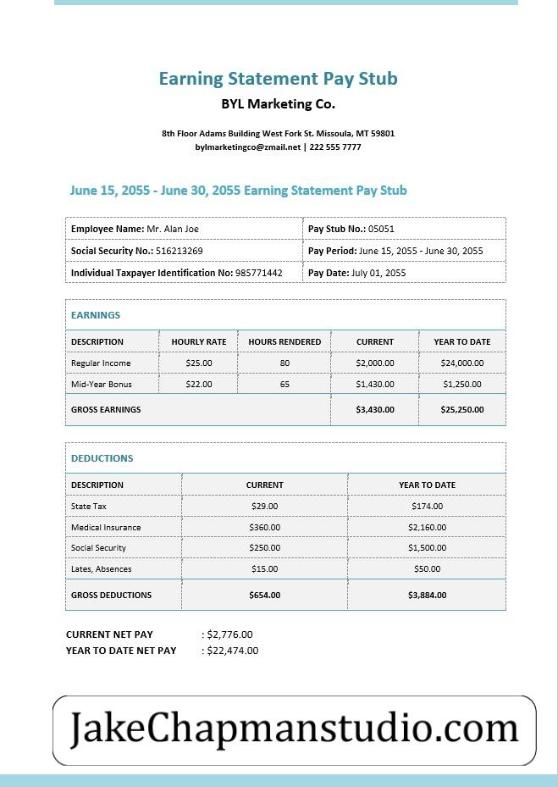 Earning Statement Pay Stub
BYL Marketing Co.
8th Floor Adams Building West Fork St. Missoula, MT 59801
bylmarketingco@zmail.net | 222 555 7777
June 15, 2055 - June 30, 2055 Earning Statement Pay Stub
Employee Name: Mr. Alan Joe Pay Stub No.: 05051
Social Security No.: 516213269 Pay Period: June 15, 2055 - June 30, 2055
Individual Taxpayer Identification No: 985771442 Pay Date: July 01, 2055
EARNINGS
DESCRIPTION HOURLY RATE HOURS RENDERED CURRENT YEAR TO DATE
Regular Income $25.00 80 $2,000.00 $24,000.00
Mid-Year Bonus $22.00 65 $1,430.00 $1,250.00
GROSS EARNINGS $3,430.00 $25,250.00
DEDUCTIONS
DESCRIPTION CURRENT YEAR TO DATE
State Tax $29.00 $174.00
Medical Insurance $360.00 $2,160.00
Social Security $250.00 $1,500.00
Lates, Absences $15.00 $50.00
GROSS DEDUCTIONS $654.00 $3,884.00
CURRENT NET PAY : $2,776.00
YEAR TO DATE NET PAY : $22,474.00
JakeChapmanstudio.com